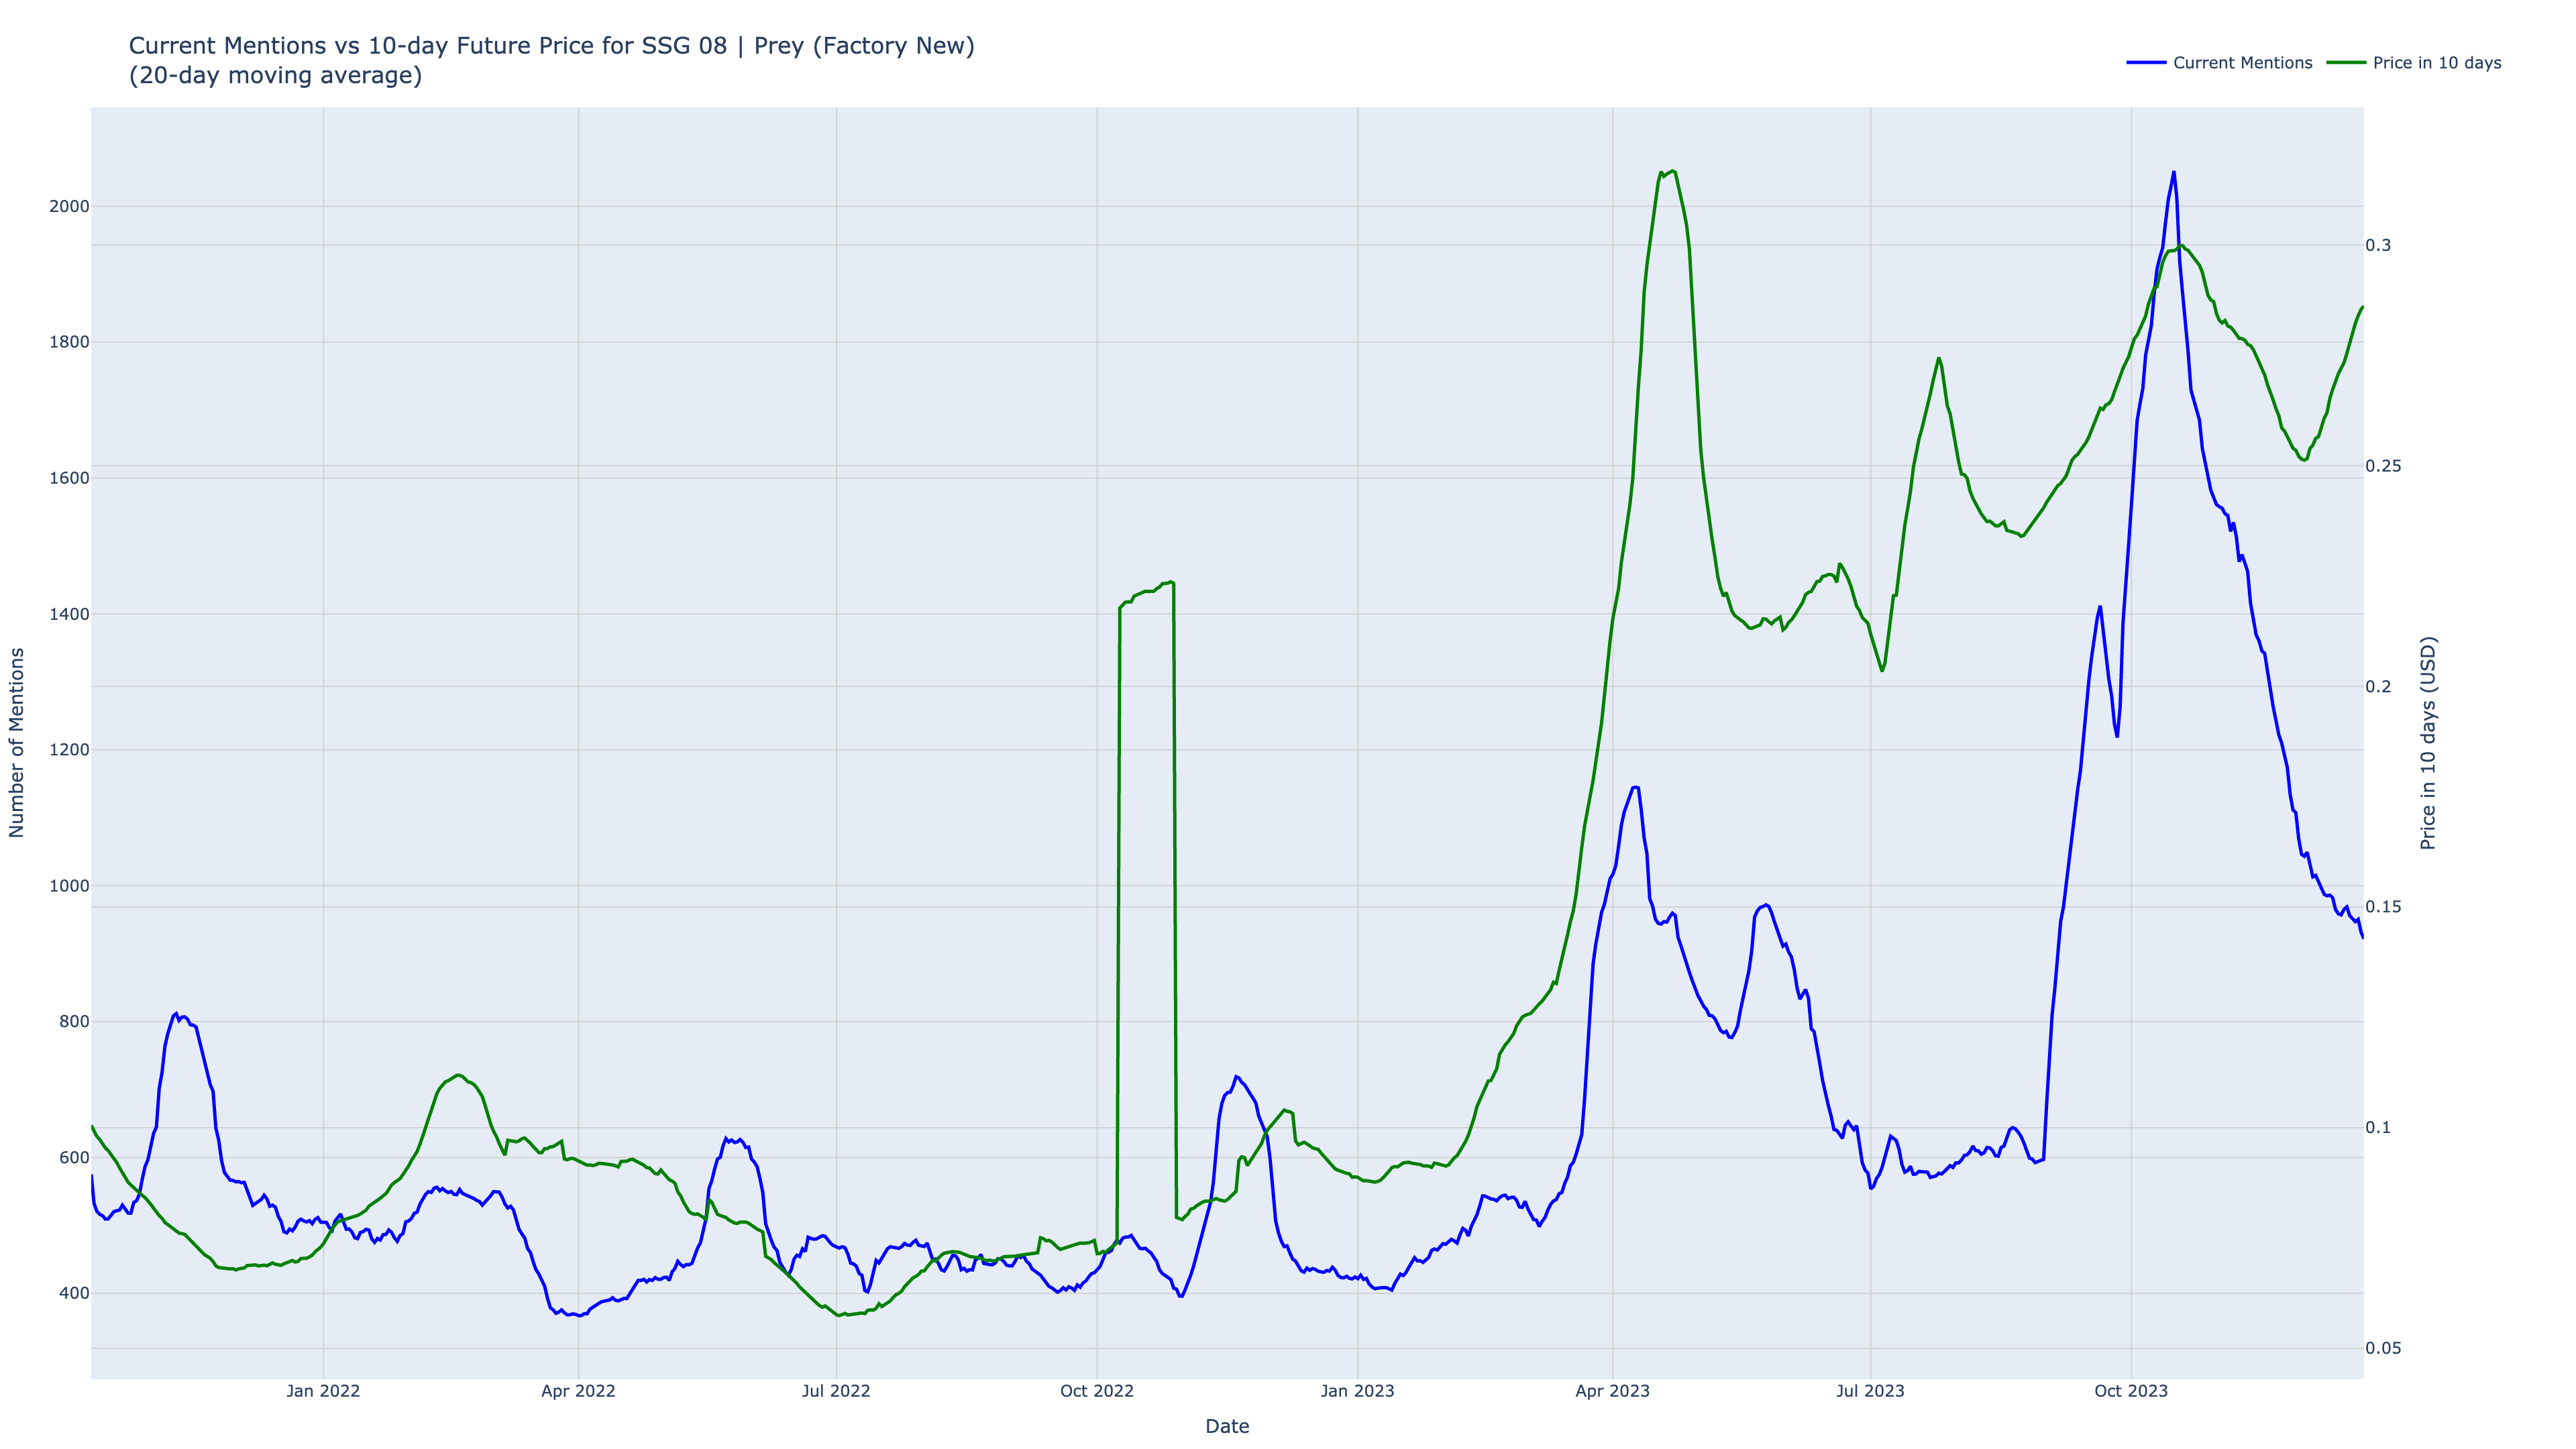 Current Mentions vs 10-day Future Price for SSG 08 | Prey (Factory New)
(20-day moving average)
Current Mentions
Price in 10 days
2000
1800
1600
1400
1200
1000
800
600
400
Number of Mentions
0.3
0.25
0.2
0.15
0.1
0.05
Price in 10 days (USD)
Jan 2022
Apr 2022
Jul 2022
Oct 2022
Jan 2023
Apr 2023
Jul 2023
Oct 2023
Date